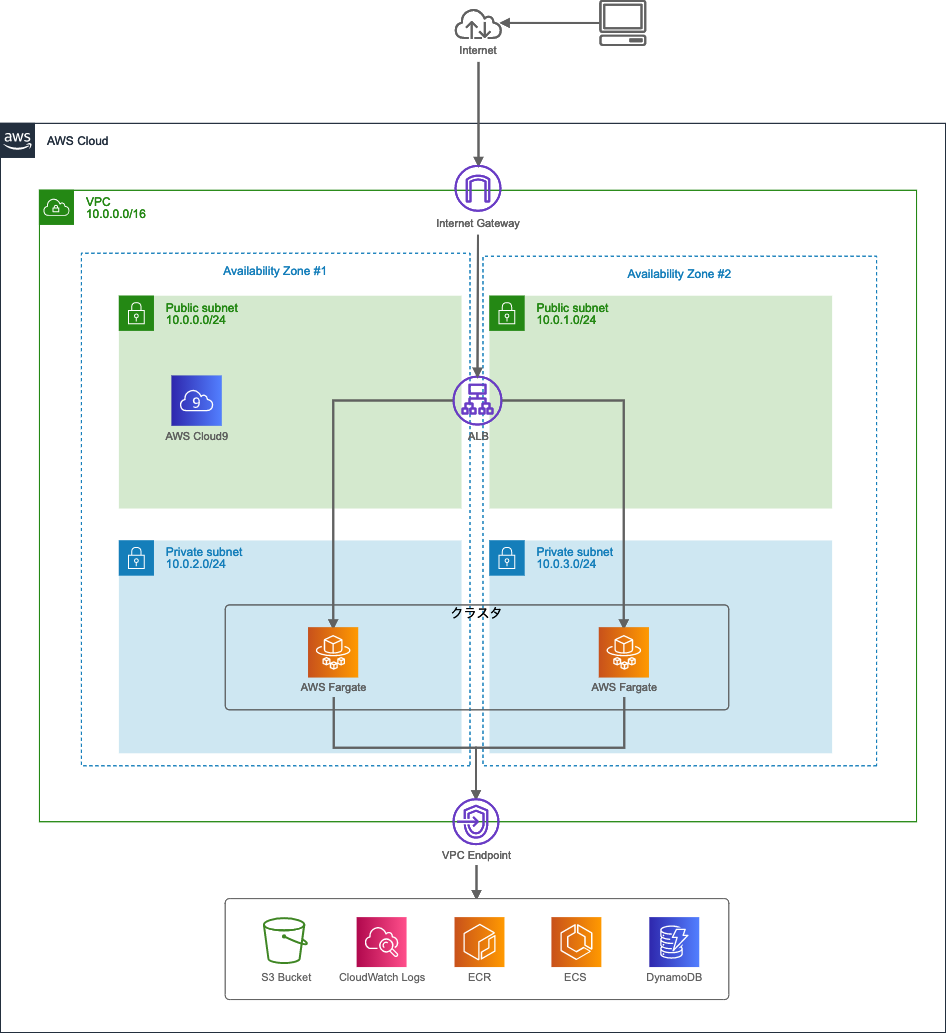 Internet
aws
AWS Cloud
VPC
10.0.0.0/16
Internet Gateway
Availability Zone #1
Availability Zone #2
Public subnet
10.0.0.0/24
Public subnet
10.0.1.0/24
9
AWS Cloud9
ALB
Private subnet
10.0.2.0/24
Private subnet
10.0.3.0/24
クラスタ
AWS Fargate
AWS Fargate
VPC Endpoint
S3 Bucket
CloudWatch Logs
ECR
ECS
DynamoDB